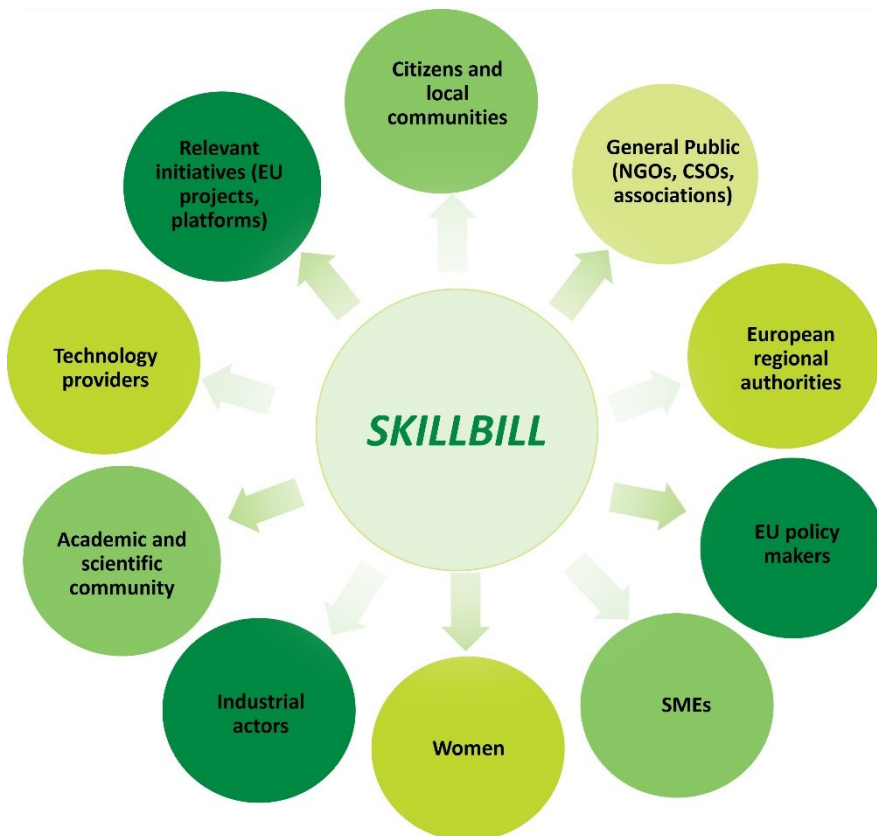 Citizens and
local
communities
General Public
(NGOs, CSOs,
associations)
European
regional
authorities
EU policy
makers
SMEs
Women
Industrial
actors
Academic and
scientific
community
Technology
providers
Relevant
initiatives (EU
projects,
platforms)
SKILLBILL